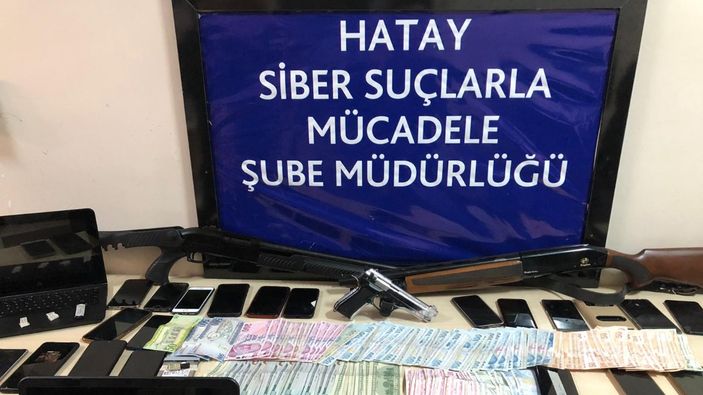 HATAY
SİBER SUÇLARLA
MÜCADELE
ŞUBE MÜDÜRLÜĞÜ